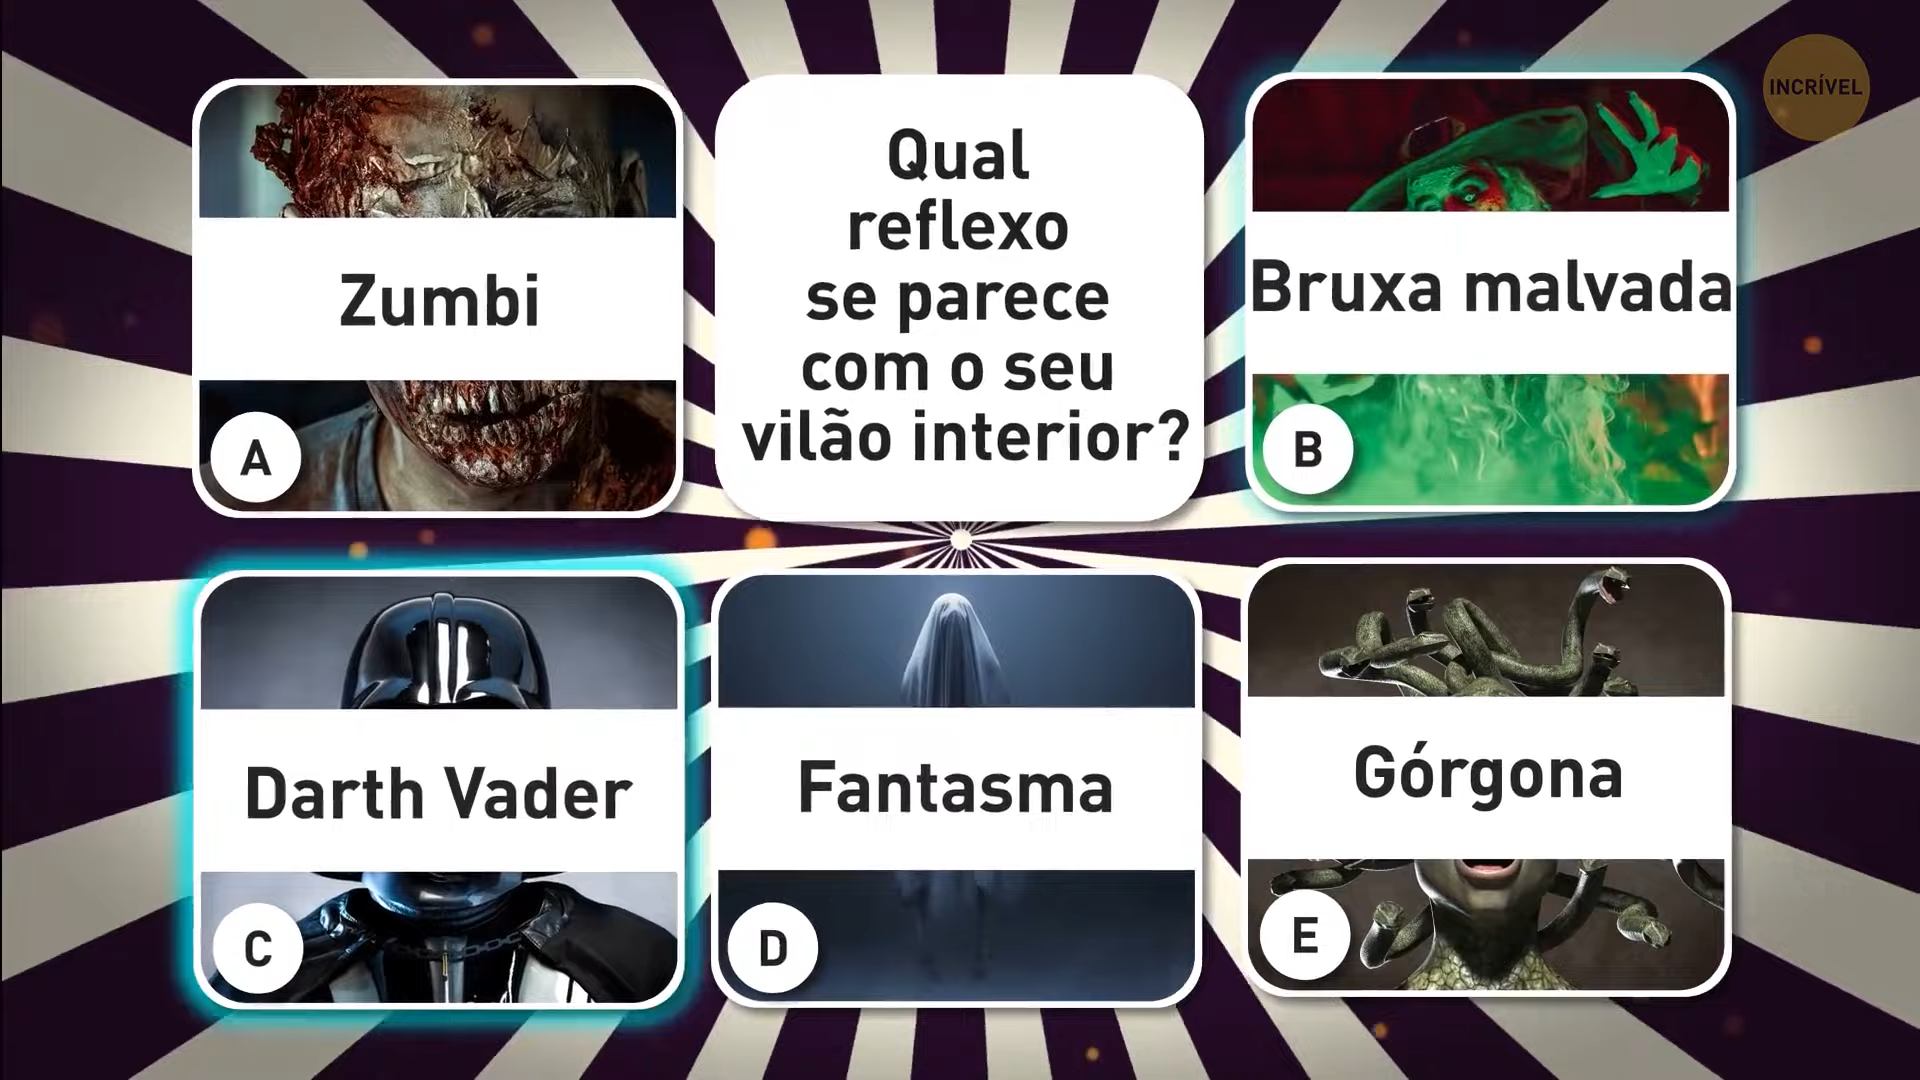 Zumbi
A
Qual
reflexo
se parece
com o seu
vilão interior?
Bruxa malvada
B
INCRÍVEL
Darth Vader
C
Fantasma
D
Górgona
E